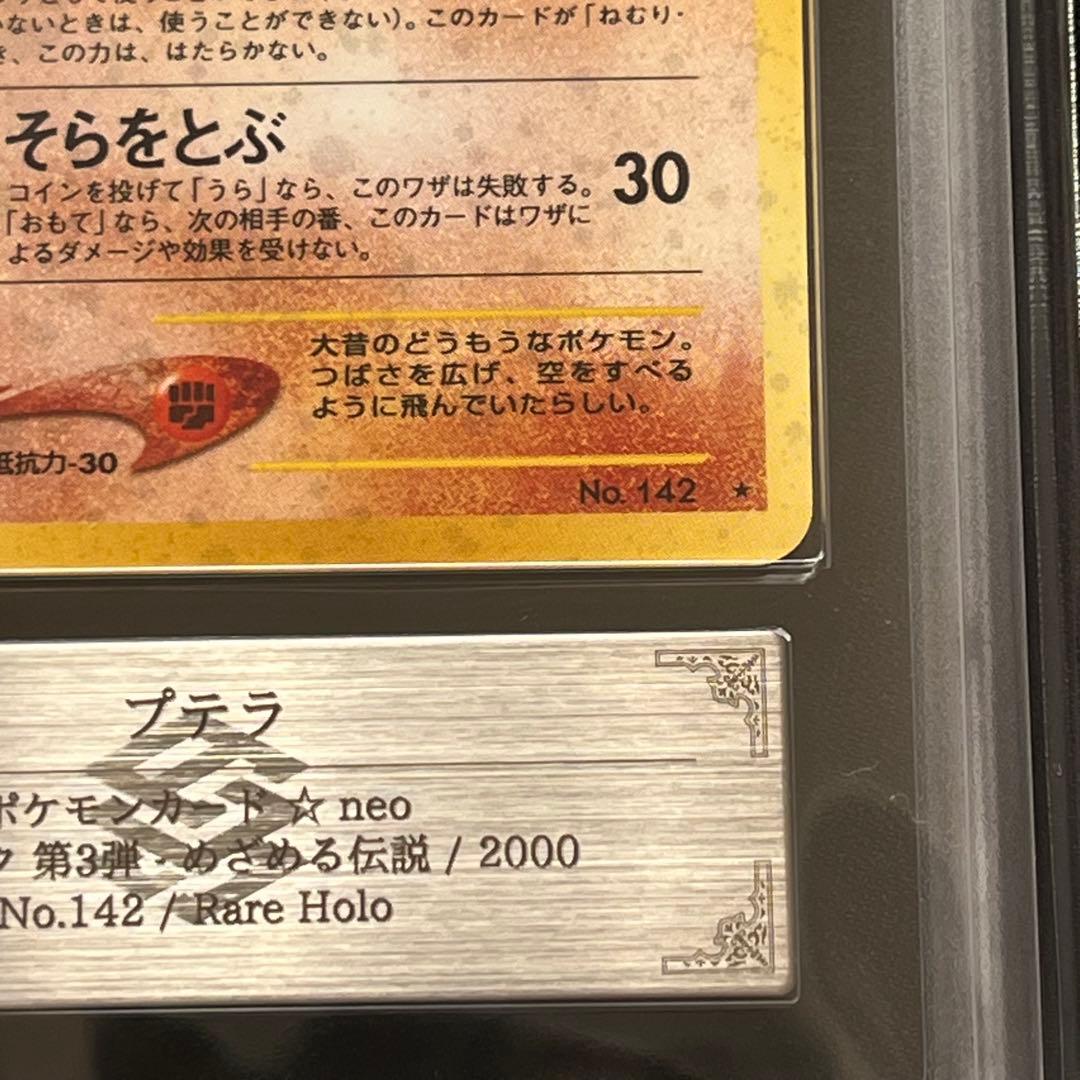 いないときは、使うことができない)。このカードが「ねむり・
き、この力は、はたらかない。
そらをとぶ
30
コインを投げて「うら」なら、このワザは失敗する。
「おもて」なら、次の相手の番、このカードはワザに
よるダメージや効果を受けない。
大昔のどうもうなポケモン。
つばさを広げ、空をすべる
ように飛んでいたらしい。
抵抗力-30
No. 142 ★
プテラ
ポケモンカード ☆ neo
ク 第3弾 - めざめる伝説 / 2000
No.142 / Rare Holo